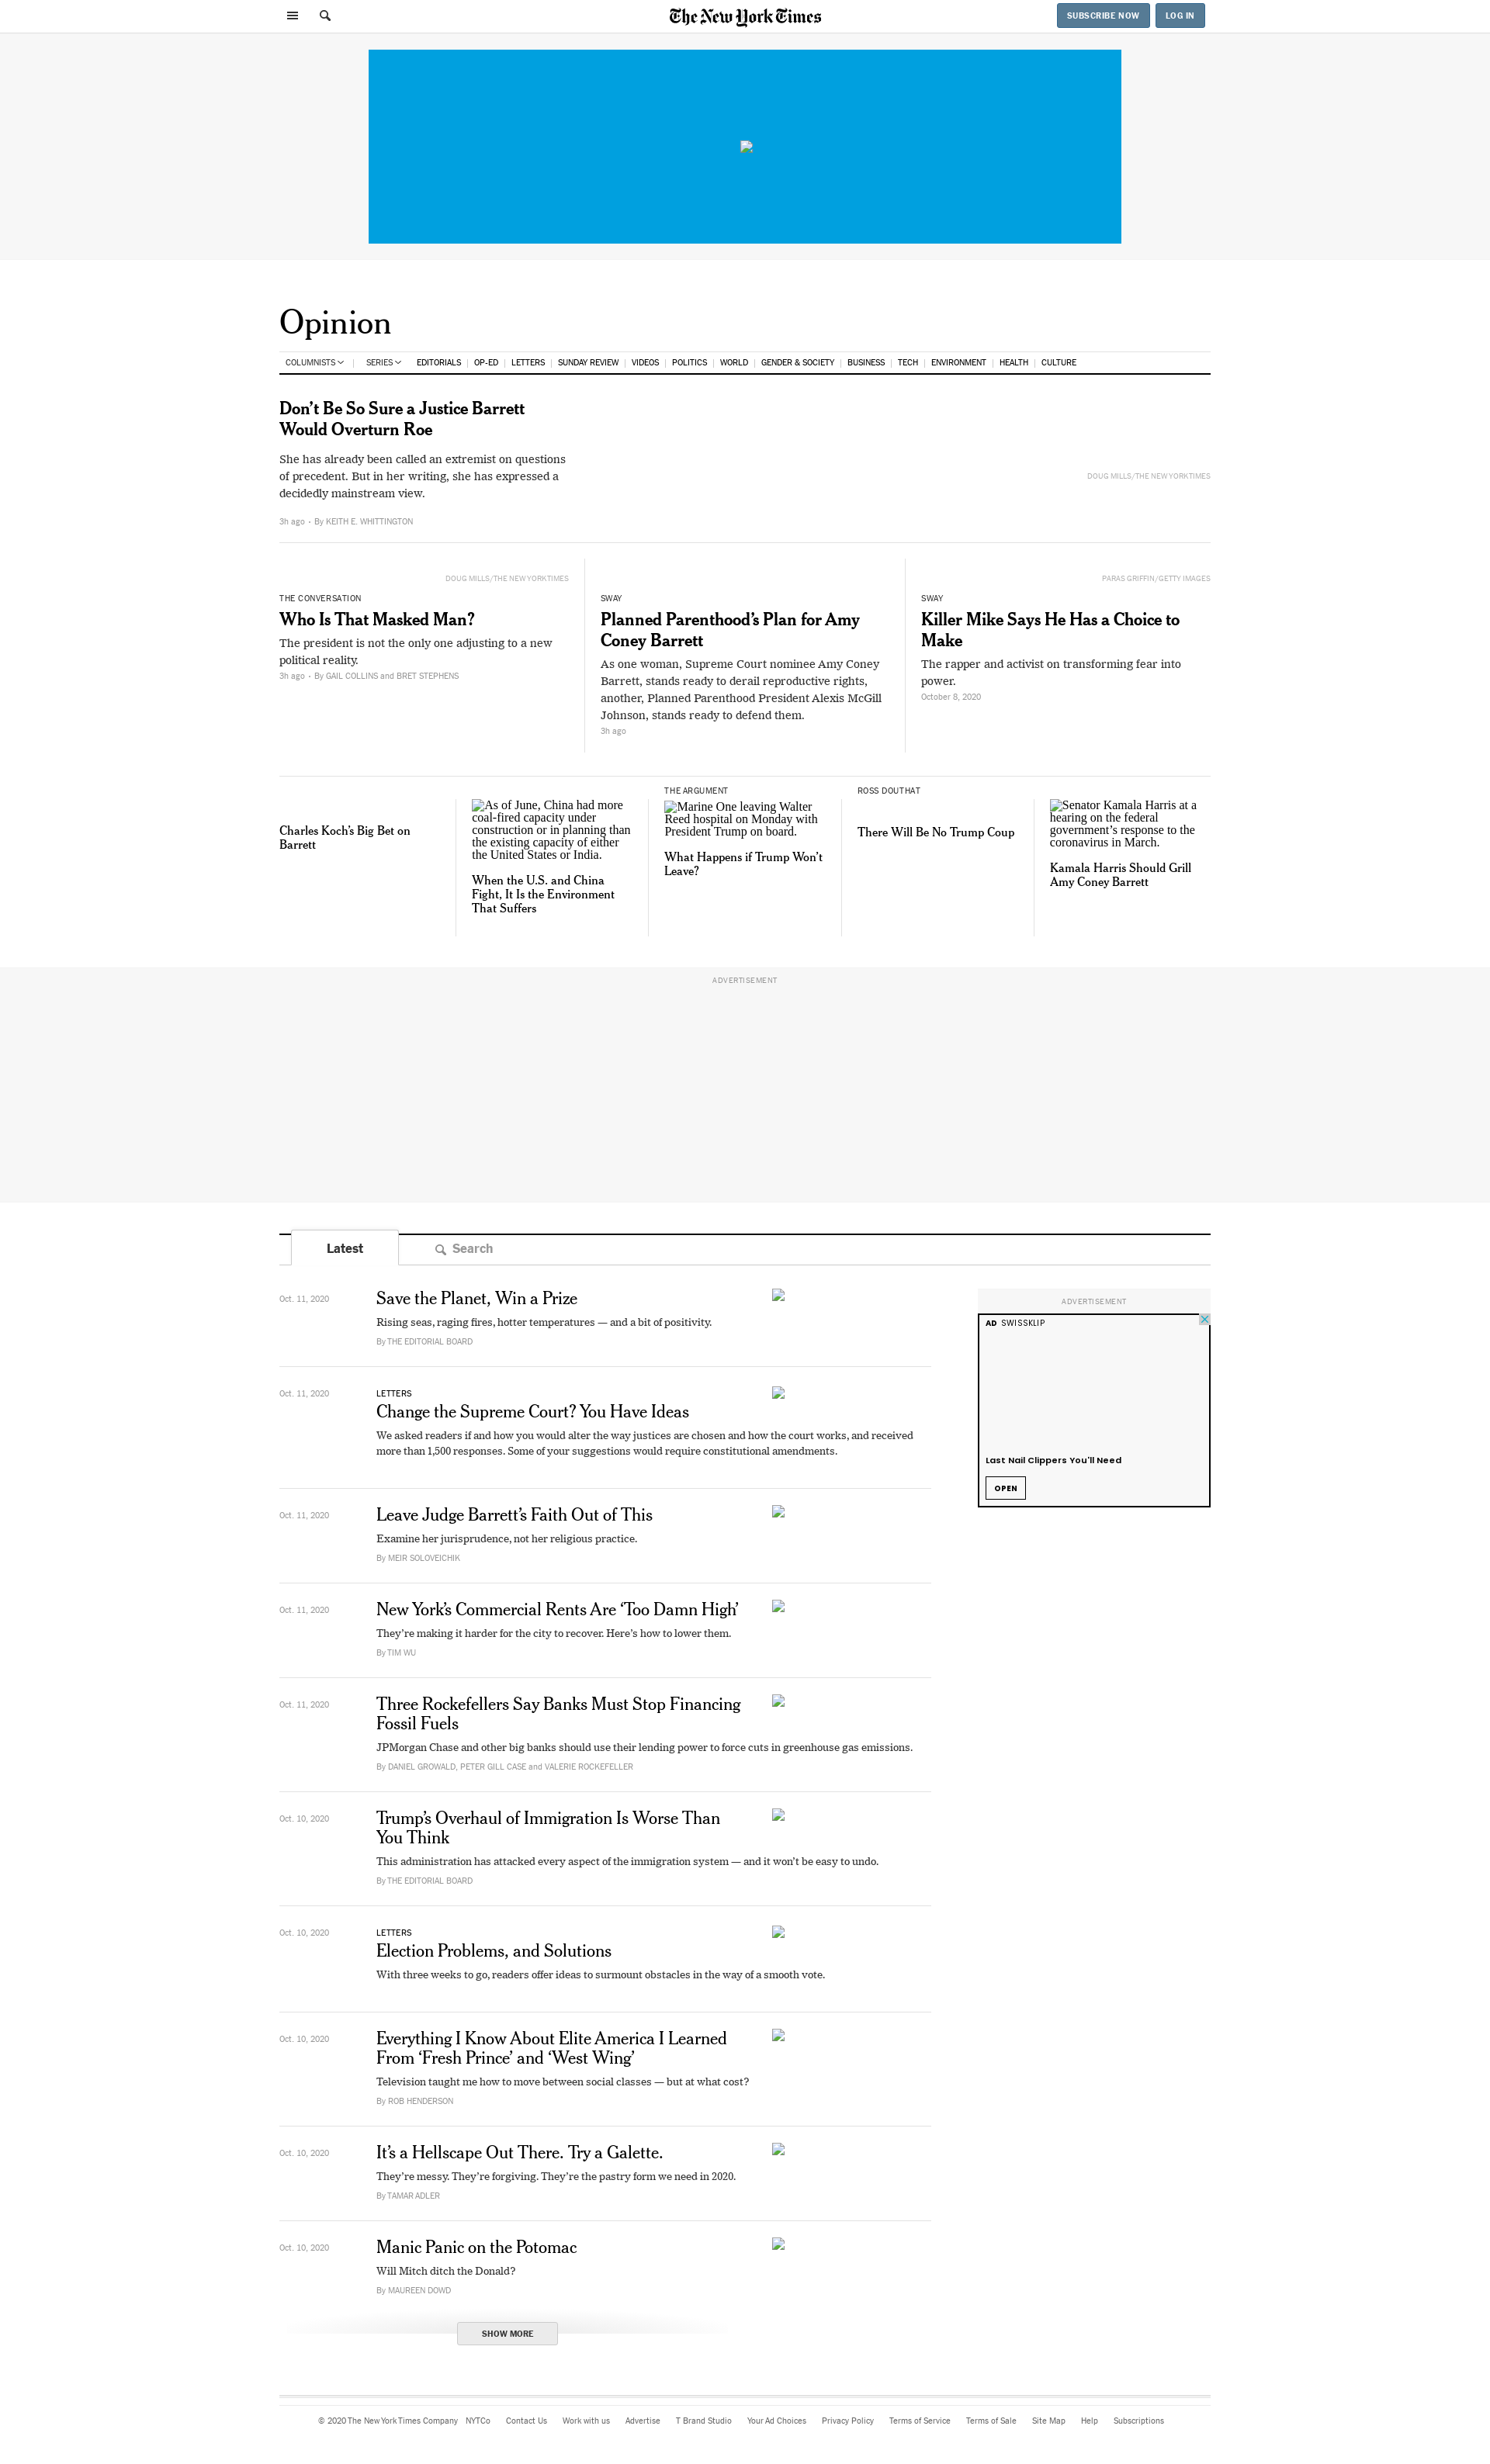 The New York Times
SUBSCRIBE NOW
LOG IN
Opinion
COLUMNISTS
SERIES
EDITORIALS
OP-ED
LETTERS
SUNDAY REVIEW
VIDEOS
POLITICS
WORLD
GENDER & SOCIETY
BUSINESS
TECH
ENVIRONMENT
HEALTH
CULTURE
Don’t Be So Sure a Justice Barrett
Would Overturn Roe
She has already been called an extremist on questions
of precedent. But in her writing, she has expressed a
decidedly mainstream view.
3h ago • By KEITH E. WHITTINGTON
DOUG MILLS/THE NEW YORK TIMES
DOUG MILLS/THE NEW YORK TIMES
THE CONVERSATION
Who Is That Masked Man?
The president is not the only one adjusting to a new
political reality.
3h ago • By GAIL COLLINS and BRET STEPHENS
SWAY
Planned Parenthood’s Plan for Amy
Coney Barrett
As one woman, Supreme Court nominee Amy Coney
Barrett, stands ready to derail reproductive rights,
another, Planned Parenthood President Alexis McGill
Johnson, stands ready to defend them.
3h ago
PARAS GRIFFIN/GETTY IMAGES
SWAY
Killer Mike Says He Has a Choice to
Make
The rapper and activist on transforming fear into
power.
October 8, 2020
Charles Koch’s Big Bet on
Barrett
As of June, China had more
coal-fired capacity under
construction or in planning than
the existing capacity of either
the United States or India.
When the U.S. and China
Fight, It Is the Environment
That Suffers
THE ARGUMENT
Marine One leaving Walter
Reed hospital on Monday with
President Trump on board.
What Happens if Trump Won’t
Leave?
ROSS DOUTHAT
There Will Be No Trump Coup
Senator Kamala Harris at a
hearing on the federal
government’s response to the
coronavirus in March.
Kamala Harris Should Grill
Amy Coney Barrett
ADVERTISEMENT
Latest
Search
Oct. 11, 2020
Save the Planet, Win a Prize
Rising seas, raging fires, hotter temperatures — and a bit of positivity.
By THE EDITORIAL BOARD
Oct. 11, 2020
LETTERS
Change the Supreme Court? You Have Ideas
We asked readers if and how you would alter the way justices are chosen and how the court works, and received
more than 1,500 responses. Some of your suggestions would require constitutional amendments.
Oct. 11, 2020
Leave Judge Barrett’s Faith Out of This
Examine her jurisprudence, not her religious practice.
By MEIR SOLOVEICHIK
Oct. 11, 2020
New York’s Commercial Rents Are ‘Too Damn High’
They’re making it harder for the city to recover. Here’s how to lower them.
By TIM WU
Oct. 11, 2020
Three Rockefellers Say Banks Must Stop Financing
Fossil Fuels
JPMorgan Chase and other big banks should use their lending power to force cuts in greenhouse gas emissions.
By DANIEL GROWALD, PETER GILL CASE and VALERIE ROCKEFELLER
Oct. 10, 2020
Trump’s Overhaul of Immigration Is Worse Than
You Think
This administration has attacked every aspect of the immigration system — and it won’t be easy to undo.
By THE EDITORIAL BOARD
Oct. 10, 2020
LETTERS
Election Problems, and Solutions
With three weeks to go, readers offer ideas to surmount obstacles in the way of a smooth vote.
Oct. 10, 2020
Everything I Know About Elite America I Learned
From ‘Fresh Prince’ and ‘West Wing’
Television taught me how to move between social classes — but at what cost?
By ROB HENDERSON
Oct. 10, 2020
It’s a Hellscape Out There. Try a Galette.
They’re messy. They’re forgiving. They’re the pastry form we need in 2020.
By TAMAR ADLER
Oct. 10, 2020
Manic Panic on the Potomac
Will Mitch ditch the Donald?
By MAUREEN DOWD
SHOW MORE
ADVERTISEMENT
AD SWISSKLIP
Last Nail Clippers You'll Need
OPEN
© 2020 The New York Times Company
NYTCo
Contact Us
Work with us
Advertise
T Brand Studio
Your Ad Choices
Privacy Policy
Terms of Service
Terms of Sale
Site Map
Help
Subscriptions